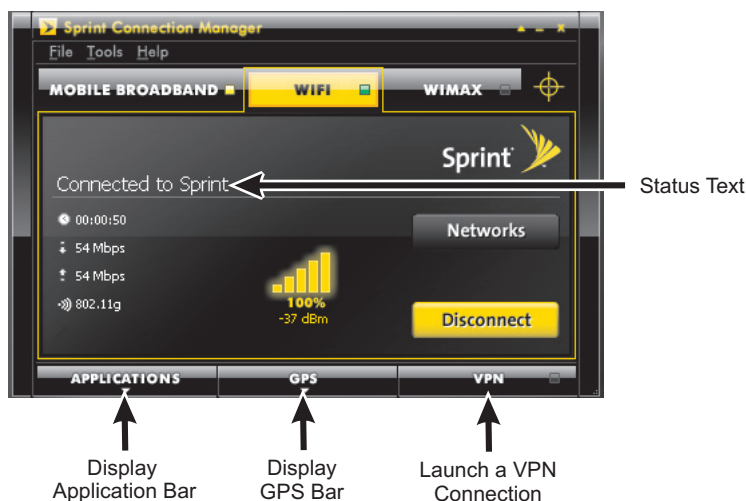 Sprint Connection Manager
File Tools Help
MOBILE BROADBAND WIFI WIMAX
Sprint
Connected to Sprint
Status Text
00:00:50
Networks
54 Mbps
54 Mbps
802.11g
100%
-37 dBm
Disconnect
APPLICATIONS GPS VPN
Display
Application Bar
Display
GPS Bar
Launch a VPN
Connection